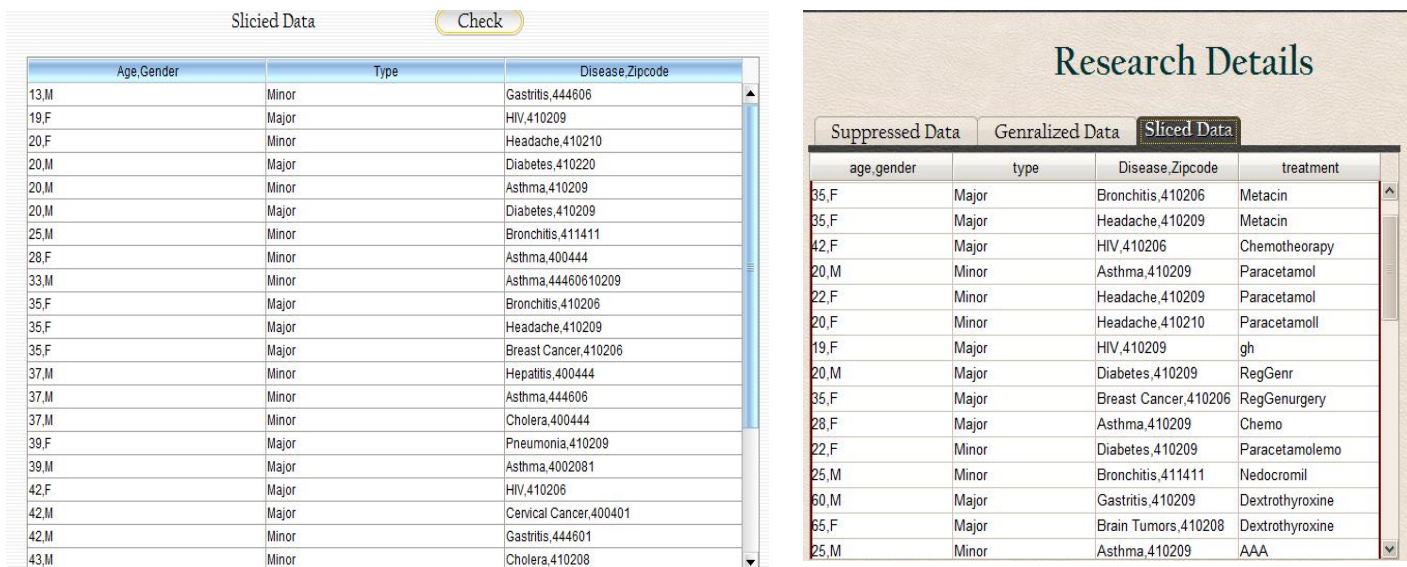 Slicied Data Check
Age,Gender Type Disease,Zipcode
13,M Minor Gastritis,444606
19,F Major HIV,410209
20,F Minor Headache,410210
20,M Major Diabetes,410220
20,M Minor Asthma,410209
20,M Major Diabetes,410209
25,M Minor Bronchitis,411411
28,F Minor Asthma,400444
33,M Minor Asthma,44460610209
35,F Major Bronchitis,410206
35,F Major Headache,410209
35,F Major Breast Cancer,410206
37,M Minor Hepatitis,400444
37,M Minor Asthma,444606
37,M Minor Cholera,400444
39,F Major Pneumonia,410209
39,M Major Asthma,4002081
42,F Major HIV,410206
42,M Major Cervical Cancer,400401
42,M Minor Gastritis,444601
43,M Minor Cholera,410208
Research Details
Suppressed Data Genralized Data Sliced Data
age,gender type Disease,Zipcode treatment
35,F Major Bronchitis,410206 Metacin
35,F Major Headache,410209 Metacin
42,F Major HIV,410206 Chemotheorapy
20,M Minor Asthma,410209 Paracetamol
22,F Minor Headache,410209 Paracetamol
20,F Minor Headache,410210 Paracetamoll
19,F Major HIV,410209 gh
20,M Major Diabetes,410209 RegGenr
35,F Major Breast Cancer,410206 RegGenurgery
28,F Major Asthma,410209 Chemo
22,F Minor Diabetes,410209 Paracetamolemo
25,M Minor Bronchitis,411411 Nedocromil
60,M Major Gastritis,410209 Dextrothyroxine
65,F Major Brain Tumors,410208 Dextrothyroxine
25,M Minor Asthma,410209 AAA